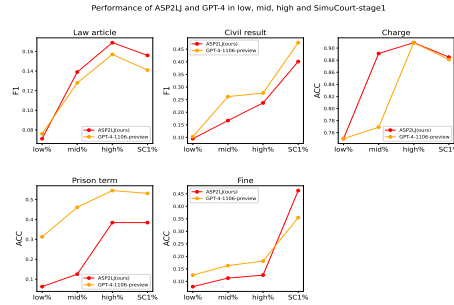 Performance of ASP2LJ and GPT-4 in low, mid, high and SimuCourt-stage1
Law article
F1
0.16
0.14
0.12
0.10
0.08
low% mid% high% SC1%
ASP2LJ(ours)
GPT-4-1106-preview
Civil result
F1
0.45
0.40
0.35
0.30
0.25
0.20
0.15
0.10
low% mid% high% SC1%
ASP2LJ(ours)
GPT-4-1106-preview
Charge
ACC
0.90
0.88
0.86
0.84
0.82
0.80
0.78
0.76
low% mid% high% SC1%
ASP2LJ(ours)
GPT-4-1106-preview
Prison term
ACC
0.5
0.4
0.3
0.2
0.1
low% mid% high% SC1%
ASP2LJ(ours)
GPT-4-1106-preview
Fine
ACC
0.45
0.40
0.35
0.30
0.25
0.20
0.15
0.10
low% mid% high% SC1%
ASP2LJ(ours)
GPT-4-1106-preview